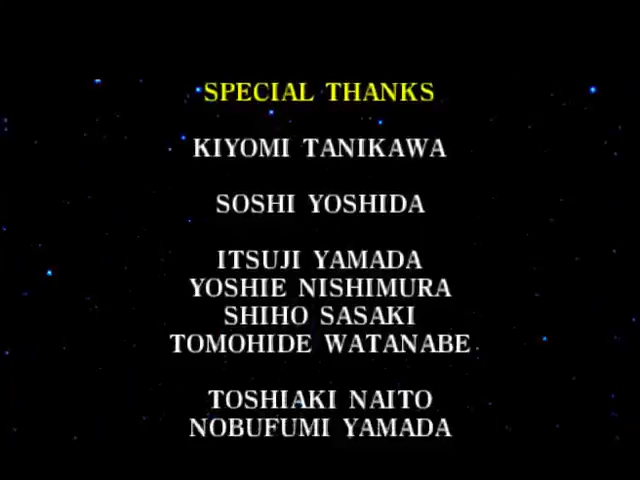 SPECIAL THANKS
KIYOMI TANIKAWA
SOSHI YOSHIDA
ITSUJI YAMADA
YOSHIE NISHIMURA
SHIHO SASAKI
TOMOHIDE WATANABE
TOSHIAKI NAITO
NOBUFUMI YAMADA